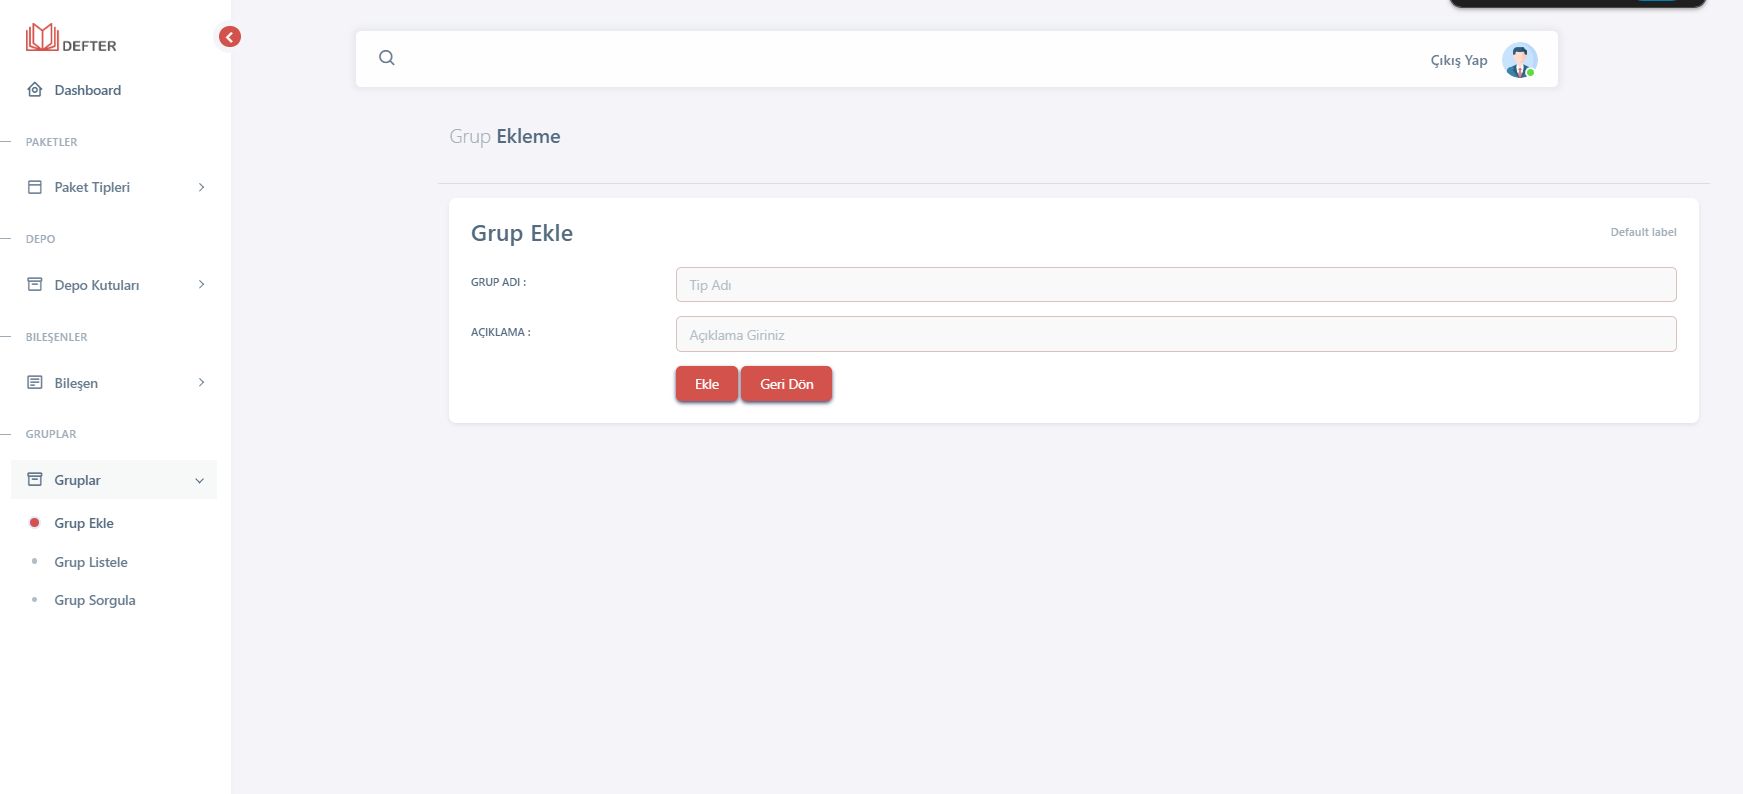 DEFTER
Dashboard
PAKETLER
Paket Tipleri
DEPO
Depo Kutuları
BILEŞENLER
Bileşen
GRUPLAR
Gruplar
Grup Ekle
Grup Listele
Grup Sorgula
Çıkış Yap
Grup Ekleme
Grup Ekle
Default label
GRUP ADI :
Tip Adı
AÇIKLAMA :
Açıklama Giriniz
Ekle
Geri Dön